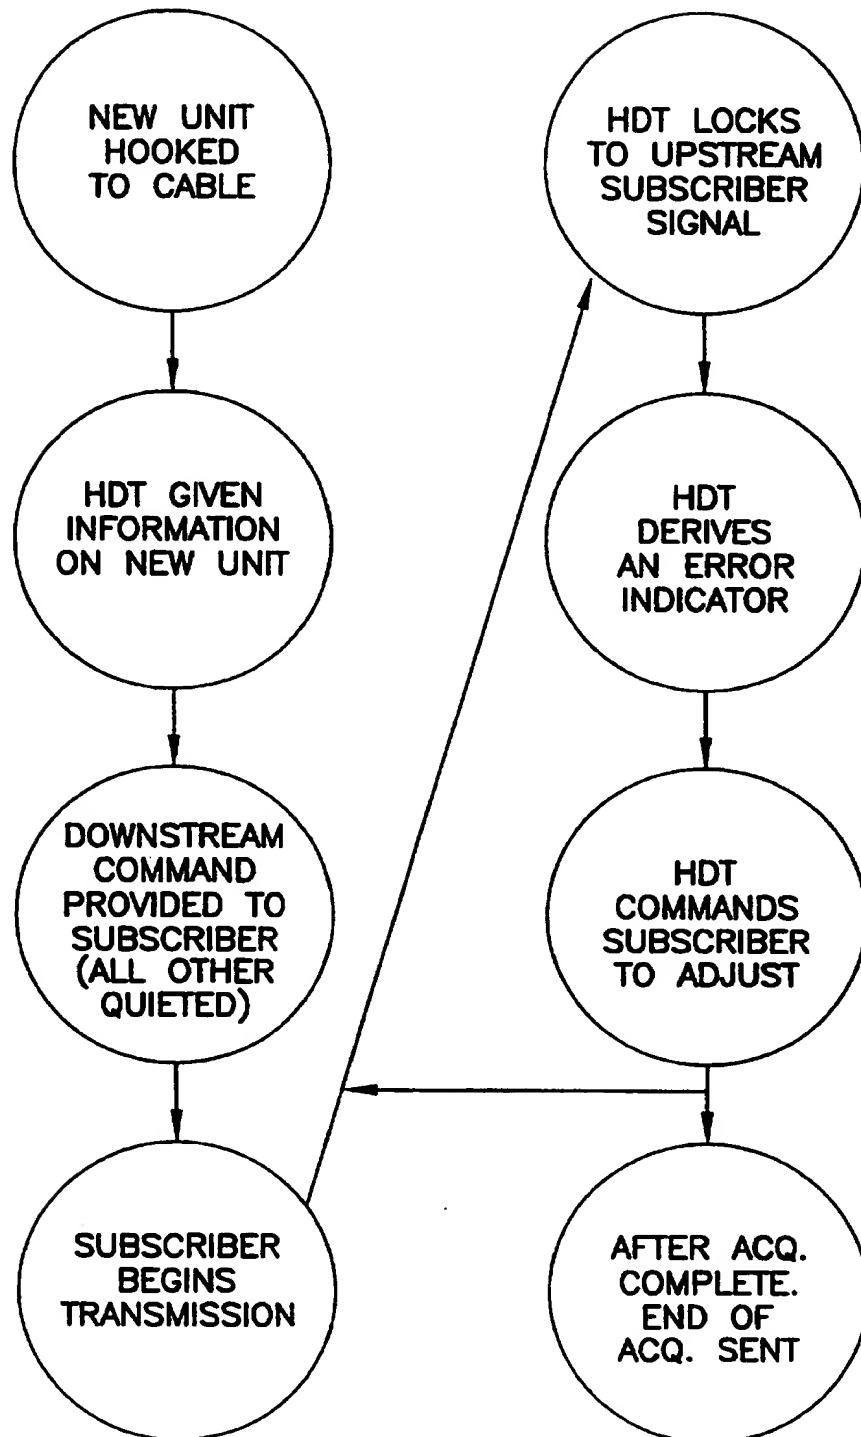 NEW UNIT
HOOKED
TO CABLE
HDT GIVEN
INFORMATION
ON NEW UNIT
DOWNSTREAM
COMMAND
PROVIDED TO
SUBSCRIBER
(ALL OTHER
QUIETED)
SUBSCRIBER
BEGINS
TRANSMISSION
HDT LOCKS
TO UPSTREAM
SUBSCRIBER
SIGNAL
HDT
DERIVES
AN ERROR
INDICATOR
HDT
COMMANDS
SUBSCRIBER
TO ADJUST
AFTER ACQ.
COMPLETE.
END OF
ACQ. SENT